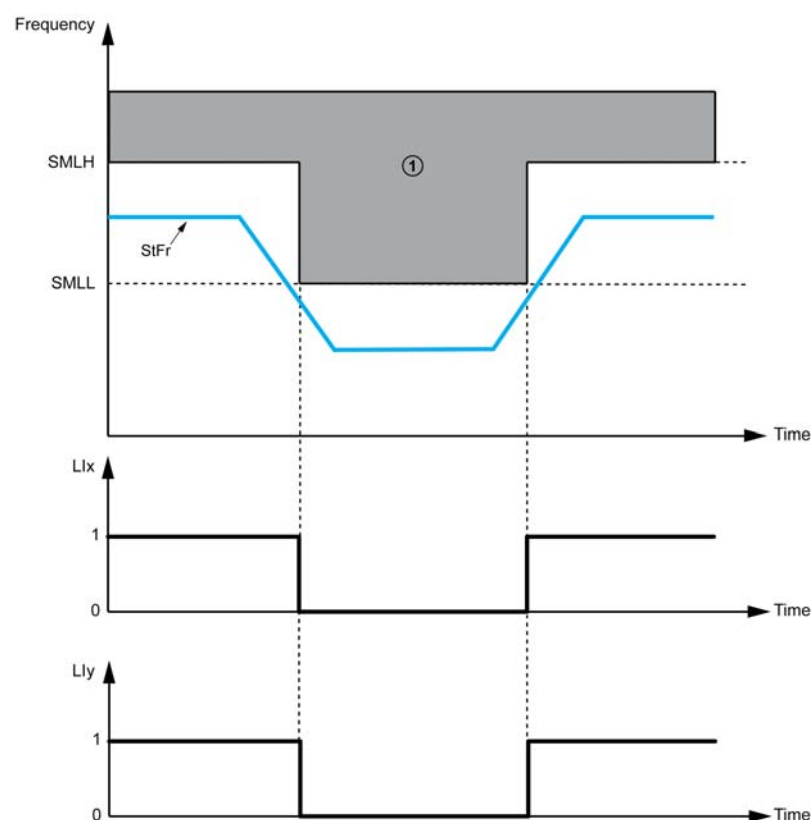 Frequency
SMLH
①
StFr
SMLL
Time
LIx
1
0
Time
LIy
1
0
Time